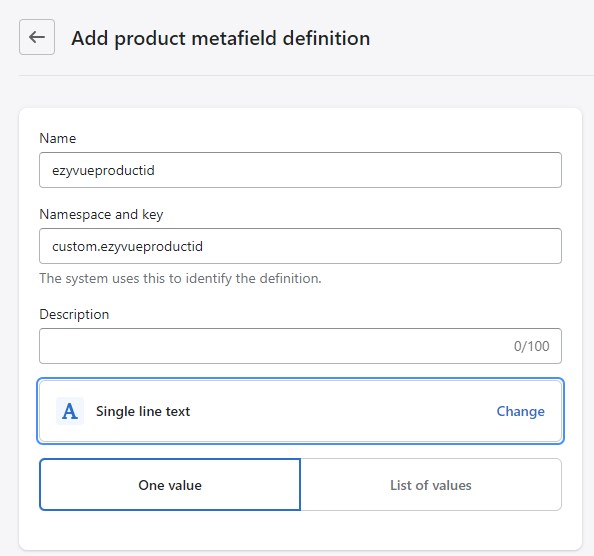 Add product metafield definition
Name
ezyvueproductid
Namespace and key
custom.ezyvueproductid
The system uses this to identify the definition.
Description
0/100
A Single line text Change
One value List of values